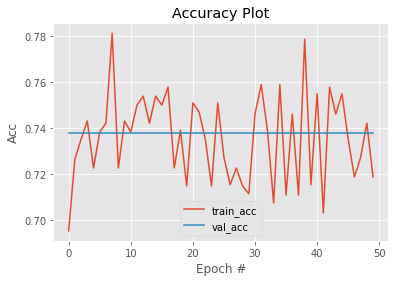 Accuracy Plot
Acc
0.78
0.76
0.74
0.72
0.70
train_acc
val_acc
0
10
20
30
40
50
Epoch #